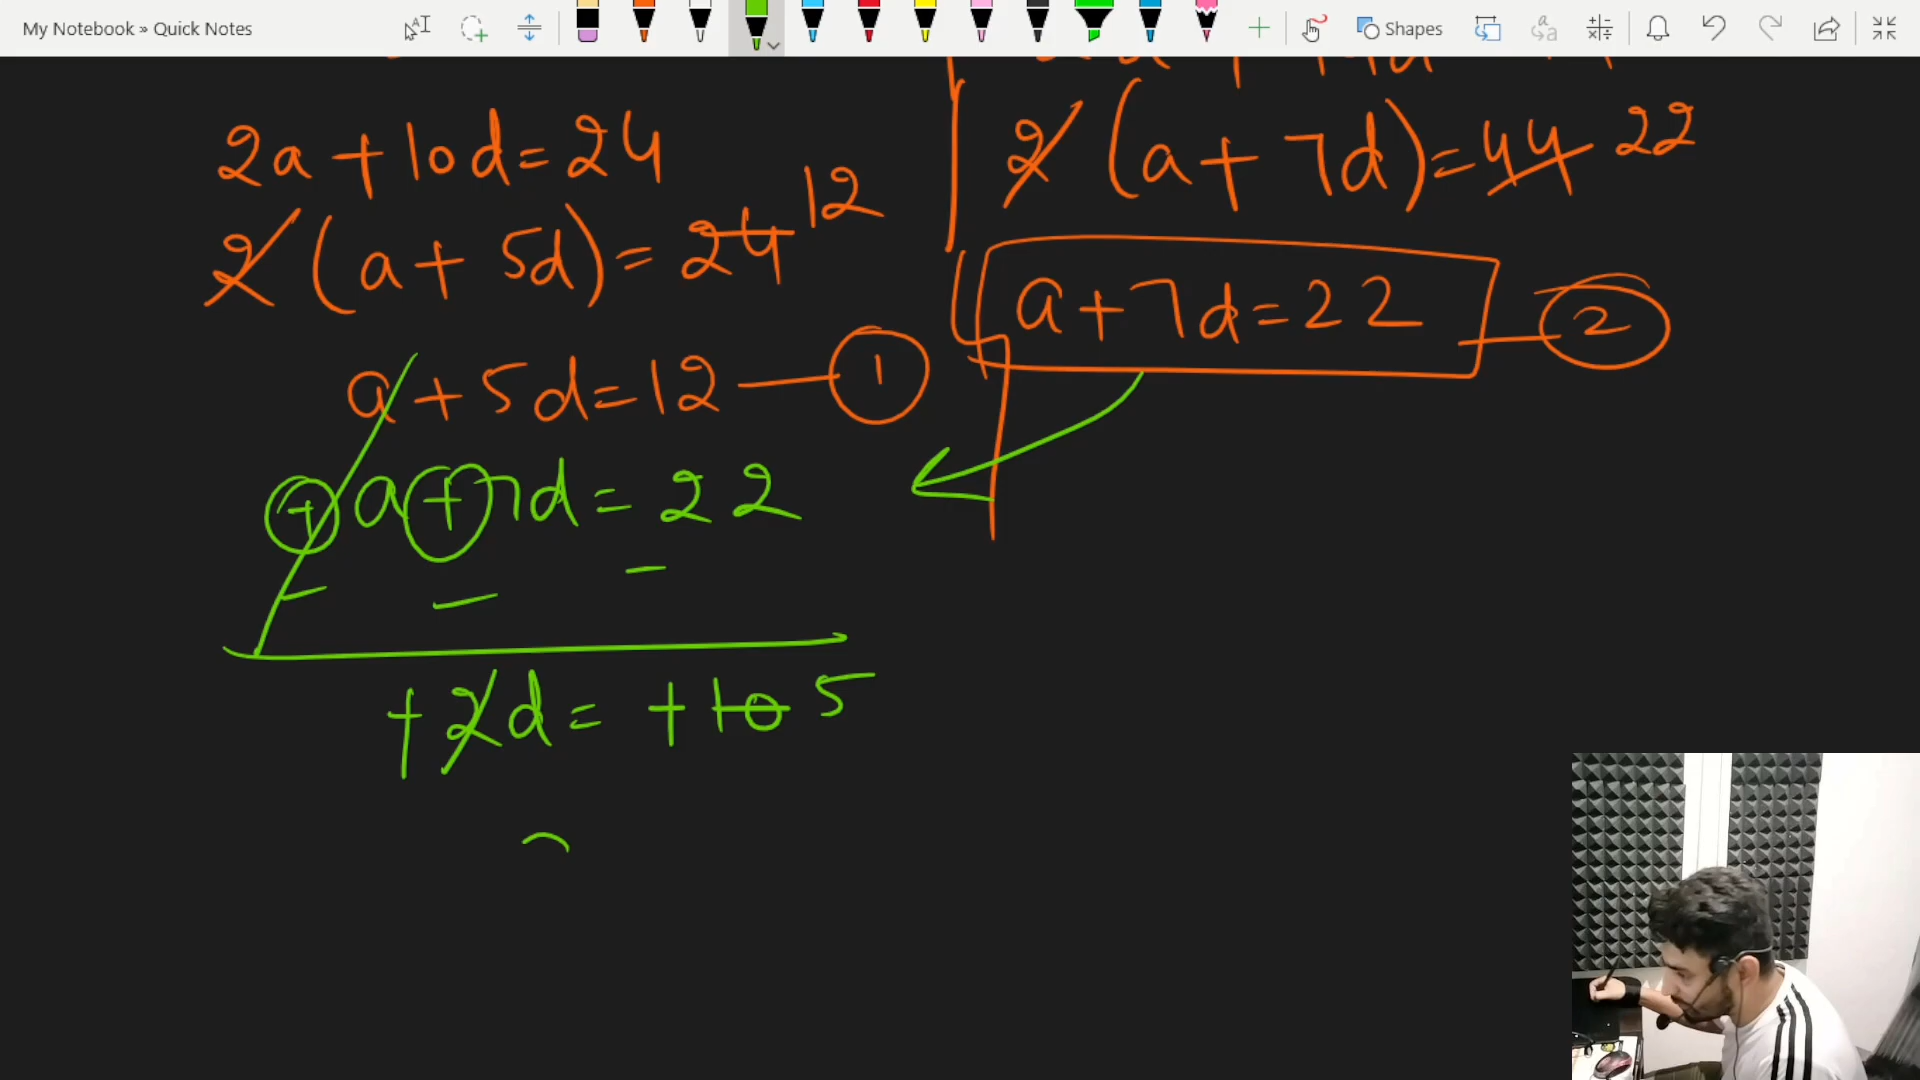 My Notebook » Quick Notes
Shapes
2a+10d=24
2(a+5d)=24 12
a+5d=12 — 1
+a+7d=22
- - -
+2d=+10 5
2(a+7d)=44 22
a+7d=22 — 2